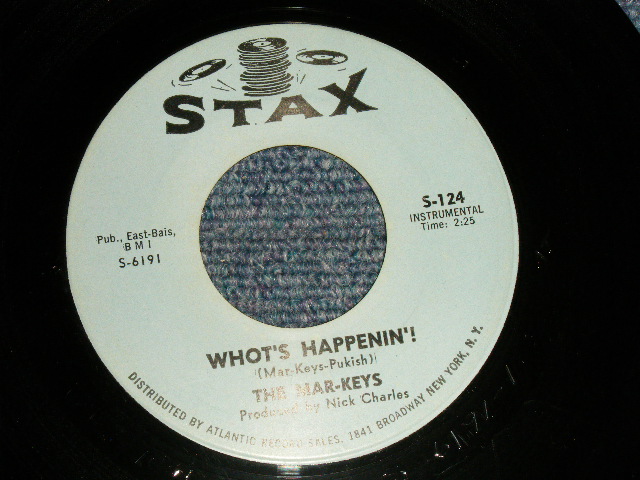 STAX
S-124
INSTRUMENTAL
Time: 2:25
Pub., East-Bais,
B M I
S-6191
WHOT'S HAPPENIN'!
(Mar-Keys-Pukish)
THE MAR-KEYS
Produced by Nick Charles
DISTRIBUTED BY ATLANTIC RECORD SALES, 1841 BROADWAY NEW YORK, N. Y.